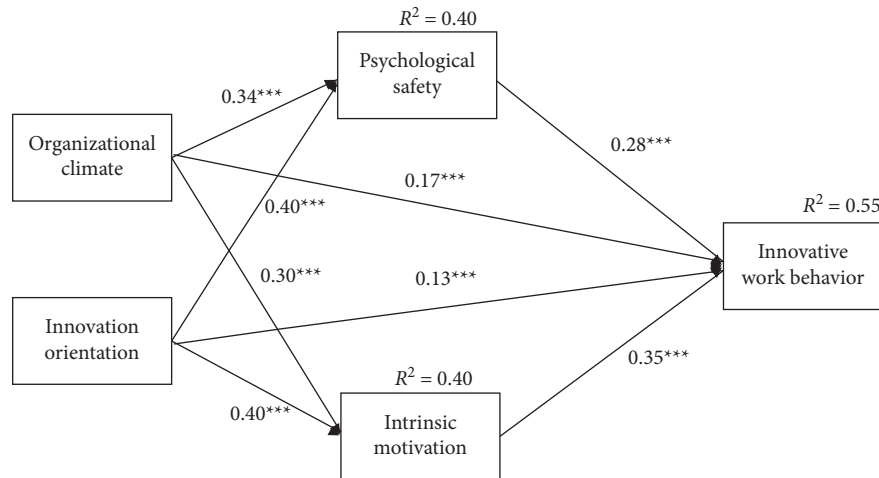 R² = 0.40
Psychological
safety
0.34***
Organizational
climate
0.28***
0.17***
0.40***
R² = 0.55
Innovative
work behavior
0.30***
0.13***
Innovation
orientation
0.35***
R² = 0.40
0.40***
Intrinsic
motivation